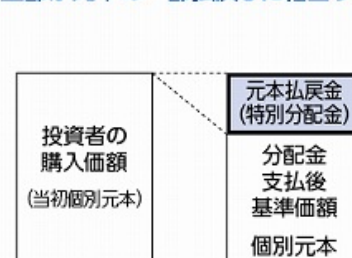 投資者の
購入価額
(当初個別元本)
元本払戻金
(特別分配金)
分配金
支払後
基準価額
個別元本